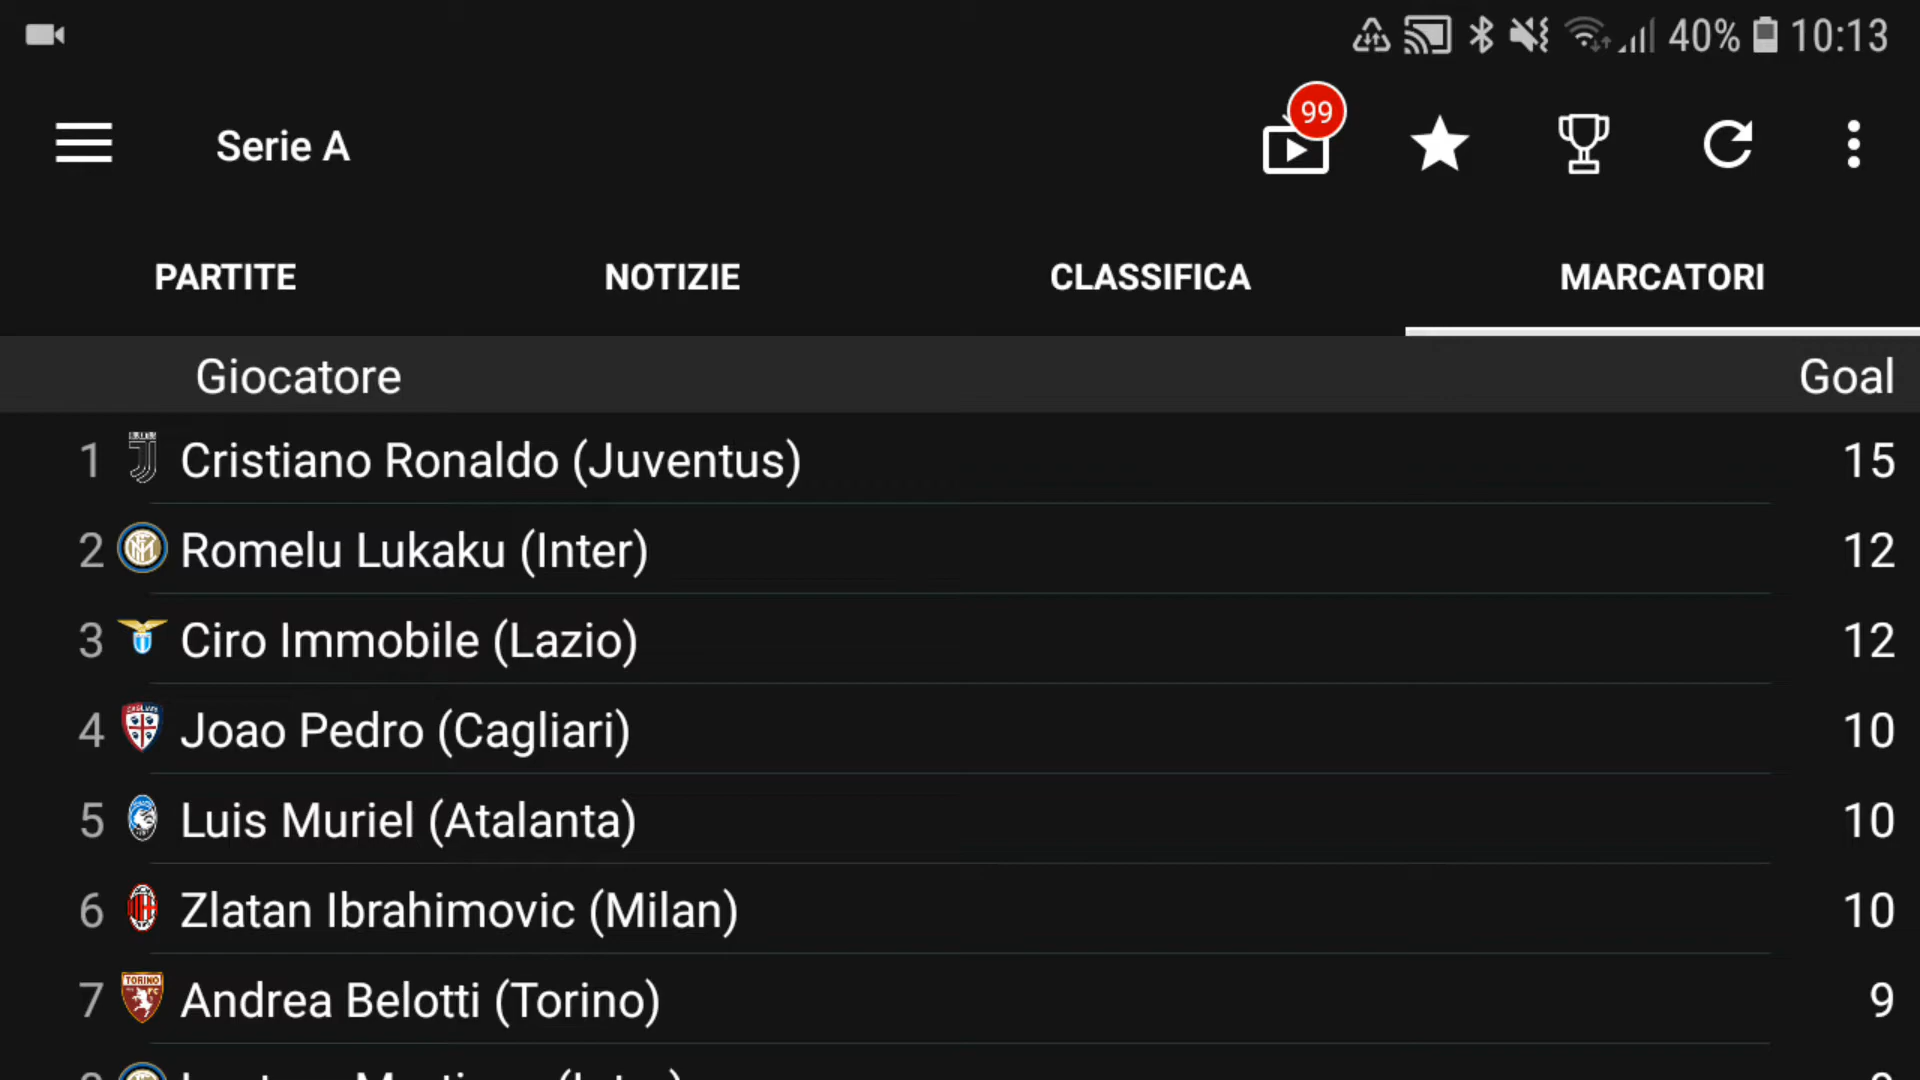 40% 10:13
99
Serie A
PARTITE NOTIZIE CLASSIFICA MARCATORI
Giocatore Goal
1 Cristiano Ronaldo (Juventus) 15
2 Romelu Lukaku (Inter) 12
3 Ciro Immobile (Lazio) 12
4 Joao Pedro (Cagliari) 10
5 Luis Muriel (Atalanta) 10
6 Zlatan Ibrahimovic (Milan) 10
7 Andrea Belotti (Torino) 9